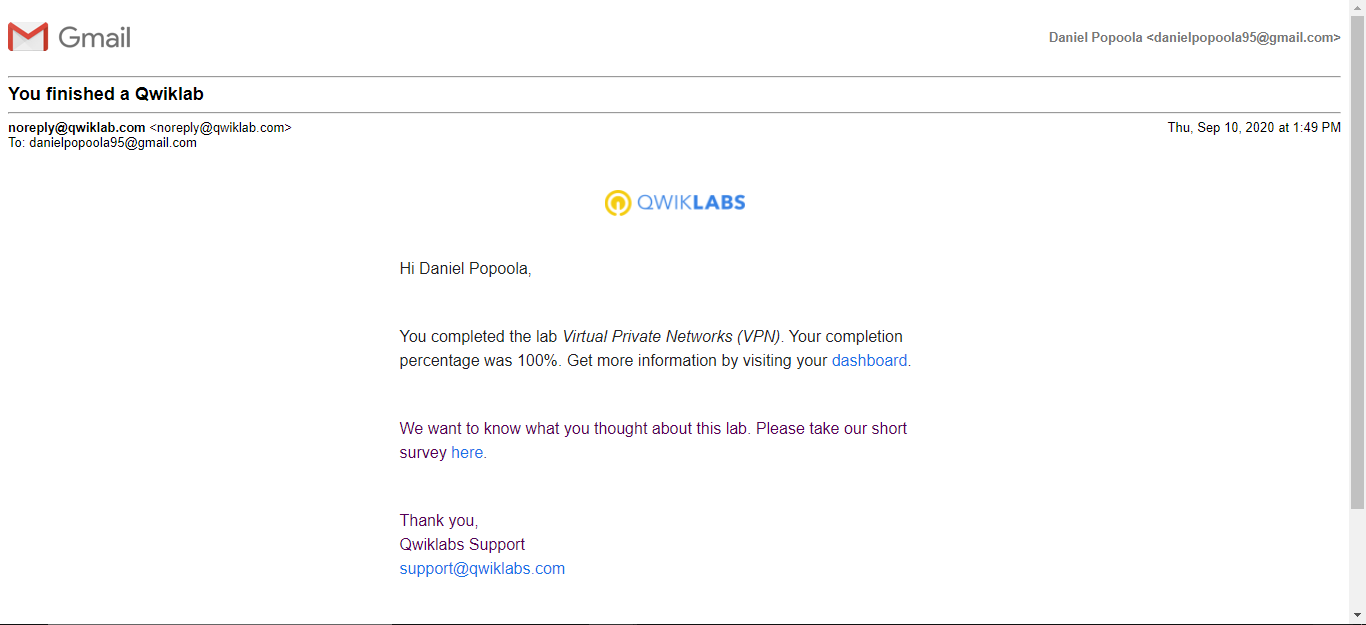 Gmail
Daniel Popoola <danielpopoola95@gmail.com>
You finished a Qwiklab
noreply@qwiklab.com <noreply@qwiklab.com>
Thu, Sep 10, 2020 at 1:49 PM
To: danielpopoola95@gmail.com
QWIKLABS
Hi Daniel Popoola,
You completed the lab Virtual Private Networks (VPN). Your completion
percentage was 100%. Get more information by visiting your dashboard.
We want to know what you thought about this lab. Please take our short
survey here.
Thank you,
Qwiklabs Support
support@qwiklabs.com